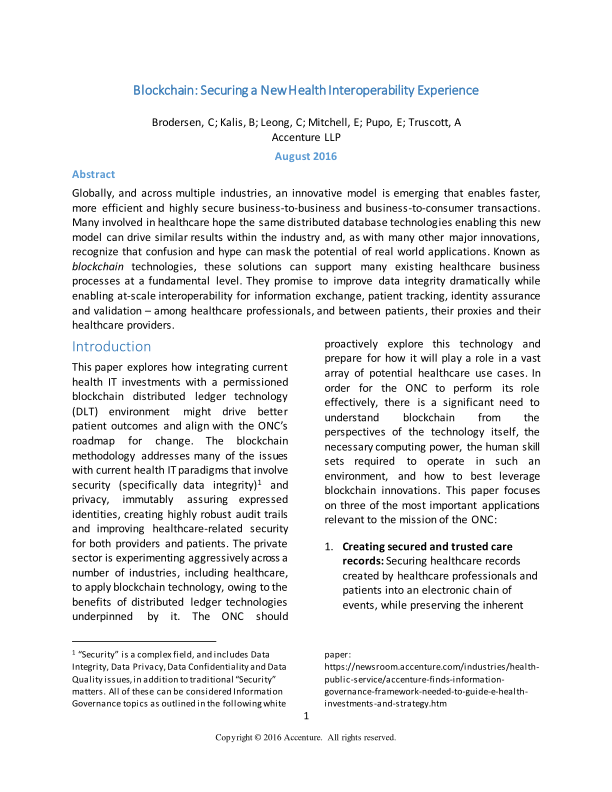 Blockchain: Securing a New Health Interoperability Experience
Brodersen, C; Kalis, B; Leong, C; Mitchell, E; Pupo, E; Truscott, A
Accenture LLP
August 2016
Abstract
Globally, and across multiple industries, an innovative model is emerging that enables faster,
more efficient and highly secure business-to-business and business-to-consumer transactions.
Many involved in healthcare hope the same distributed database technologies enabling this new
model can drive similar results within the industry and, as with many other major innovations,
recognize that confusion and hype can mask the potential of real world applications. Known as
blockchain technologies, these solutions can support many existing healthcare business
processes at a fundamental level. They promise to improve data integrity dramatically while
enabling at-scale interoperability for information exchange, patient tracking, identity assurance
and validation – among healthcare professionals, and between patients, their proxies and their
healthcare providers.
Introduction
This paper explores how integrating current
health IT investments with a permissioned
blockchain distributed ledger technology
(DLT) environment might drive better
patient outcomes and align with the ONC’s
roadmap for change. The blockchain
methodology addresses many of the issues
with current health IT paradigms that involve
security (specifically data integrity)1 and
privacy, immutably assuring expressed
identities, creating highly robust audit trails
and improving healthcare-related security
for both providers and patients. The private
sector is experimenting aggressively across a
number of industries, including healthcare,
to apply blockchain technology, owing to the
benefits of distributed ledger technologies
underpinned by it. The ONC should
proactively explore this technology and
prepare for how it will play a role in a vast
array of potential healthcare use cases. In
order for the ONC to perform its role
effectively, there is a significant need to
understand blockchain from the
perspectives of the technology itself, the
necessary computing power, the human skill
sets required to operate in such an
environment, and how to best leverage
blockchain innovations. This paper focuses
on three of the most important applications
relevant to the mission of the ONC:
1. Creating secured and trusted care
records: Securing healthcare records
created by healthcare professionals and
patients into an electronic chain of
events, while preserving the inherent
1 “Security” is a complex field, and includes Data
Integrity, Data Privacy, Data Confidentiality and Data
Quality issues, in addition to traditional “Security”
matters. All of these can be considered Information
Governance topics as outlined in the following white
paper:
https://newsroom.accenture.com/industries/health-
public-service/accenture-finds-information-
governance-framework-needed-to-guide-e-health-
investments-and-strategy.htm
1
Copyright © 2016 Accenture. All rights reserved.